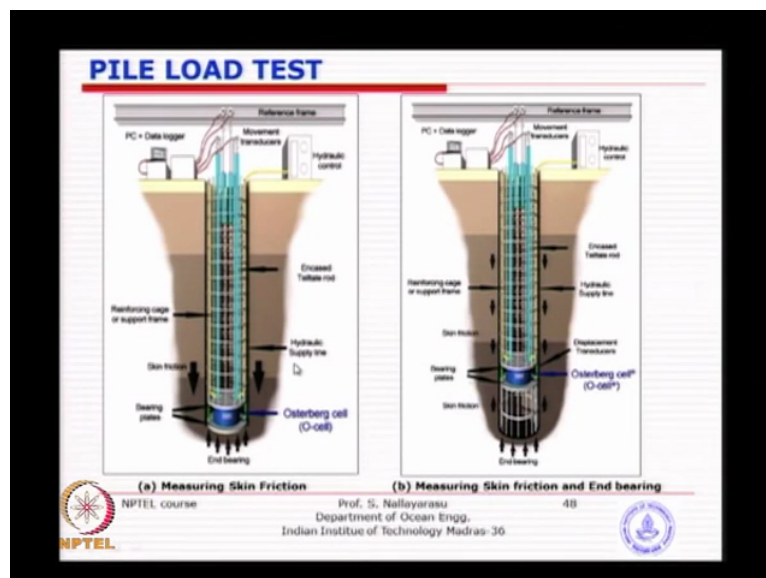 PILE LOAD TEST
Reference frame
PC + Data logger
Movement
transducers
Hydraulic
control
Encased
Telltale rod
Reinforcing cage
or support frame
Hydraulic
Supply line
Skin friction
Bearing
plates
Osterberg cell
(O-cell)
End bearing
(a) Measuring Skin Friction
Reference frame
PC + Data logger
Movement
transducers
Hydraulic
control
Encased
Telltale rod
Reinforcing cage
or support frame
Hydraulic
Supply line
Skin friction
Displacement
Transducers
Bearing
plates
Osterberg cell*
(O-cell*)
Skin friction
End bearing
(b) Measuring Skin friction and End bearing
NPTEL course
Prof. S. Nallayarasu
48
Department of Ocean Engg.
Indian Institue of Technology Madras-36
NPTEL